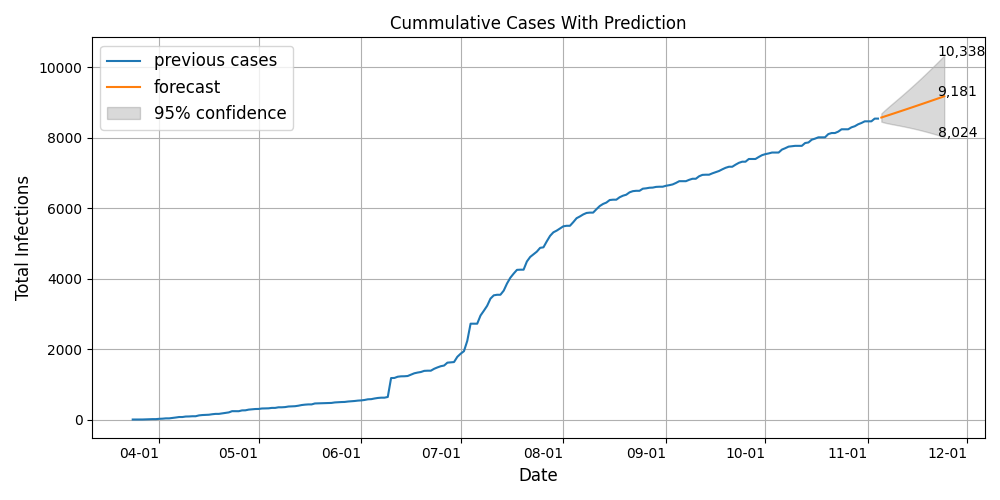 Cummulative Cases With Prediction
previous cases
forecast
95% confidence
10,338
9,181
8,024
Total Infections
10000
8000
6000
4000
2000
0
04-01 05-01 06-01 07-01 08-01 09-01 10-01 11-01 12-01
Date